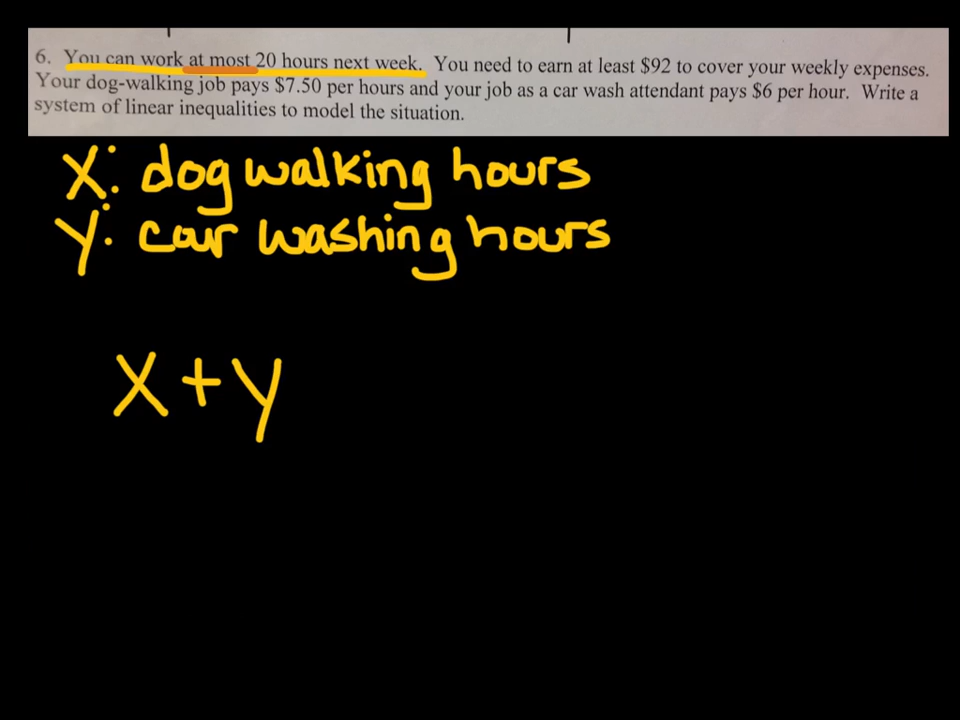 6. You can work at most 20 hours next week. You need to earn at least $92 to cover your weekly expenses.
Your dog-walking job pays $7.50 per hours and your job as a car wash attendant pays $6 per hour. Write a
system of linear inequalities to model the situation.
X: dog walking hours
y: car washing hours
X + y